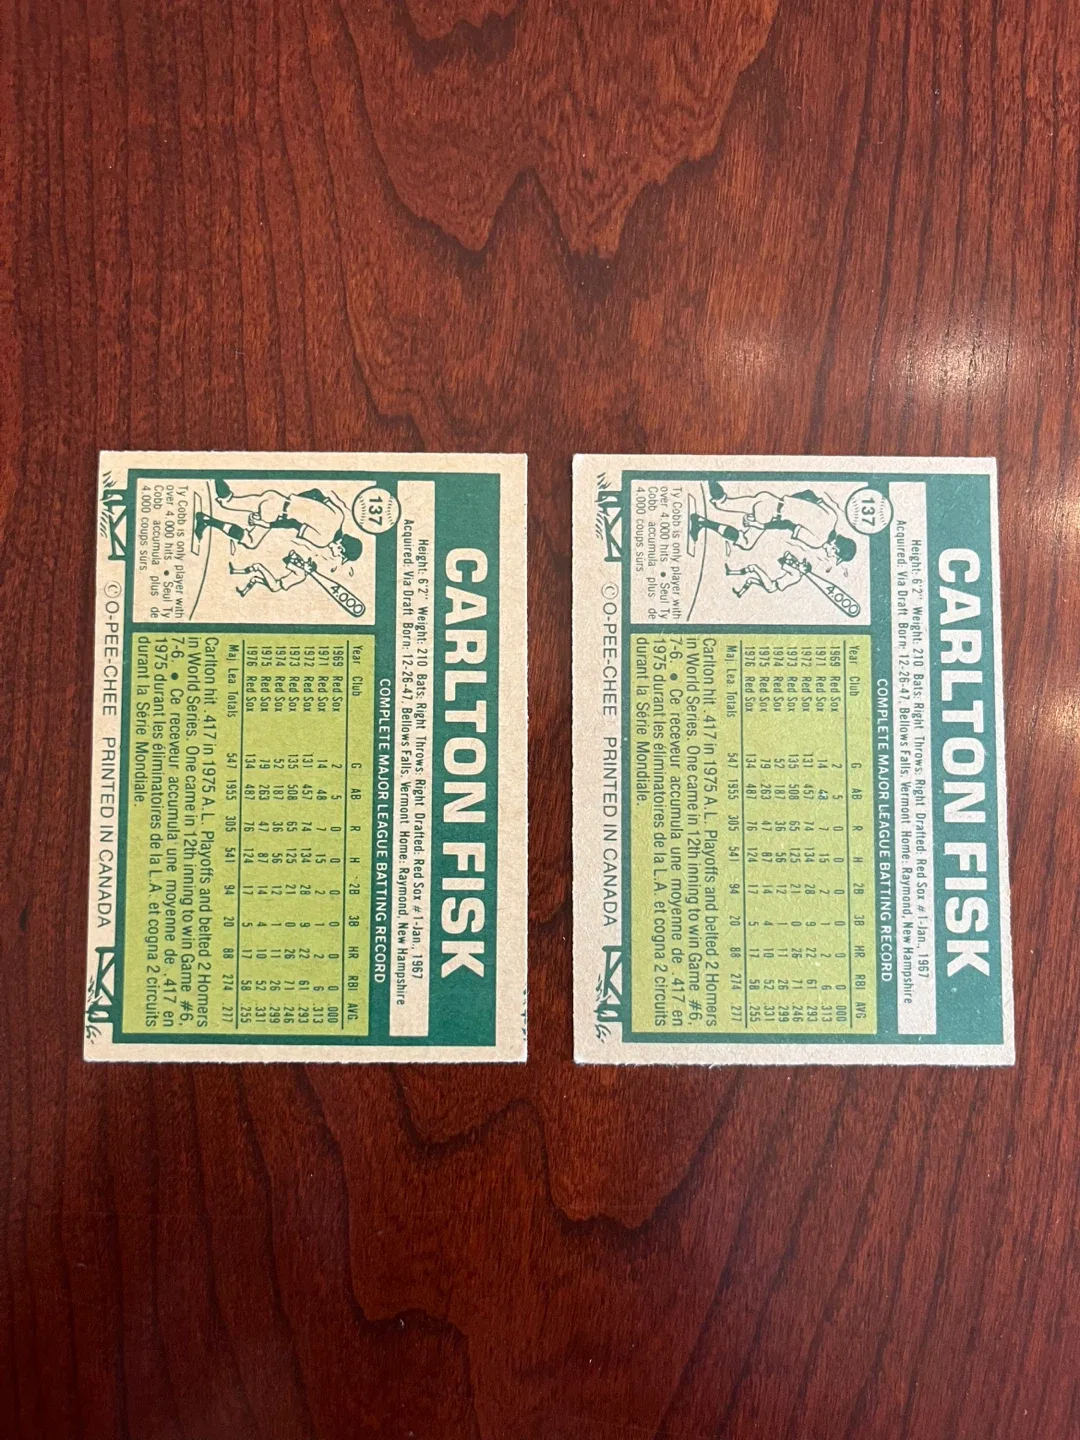 CARLTON FISK
137
Height: 6'2" Weight: 210 Bats: Right Throws: Right Drafted: Red Sox #1-Jan., 1967
Acquired: Via Draft Born: 12-26-47, Bellows Falls, Vermont Home: Raymond, New Hampshire
4,000
Ty Cobb is only player with
over 4,000 hits. • Seul Ty
Cobb accumula plus de
4,000 coups sûrs.
COMPLETE MAJOR LEAGUE BATTING RECORD
Year Club G AB R H 2B 3B HR RBI AVG
1969 Red Sox 2 5 0 0 0 0 0 0 .000
1971 Red Sox 14 48 7 15 2 1 2 6 .313
1972 Red Sox 131 457 74 134 28 9 22 61 .293
1973 Red Sox 135 508 65 125 21 0 26 71 .246
1974 Red Sox 52 187 36 56 12 1 11 26 .299
1975 Red Sox 79 263 47 87 14 4 10 52 .331
1976 Red Sox 134 487 76 124 17 5 17 58 .255
Maj. Lea. Totals 547 1955 305 541 94 20 88 274 .277
Carlton hit .417 in 1975 A.L. Playoffs and belted 2 Homers
in World Series. One came in 12th inning to win Game #6,
7-6. • Ce receveur accumula une moyenne de .417 en
1975 durant les éliminatoires de la L.A. et cogna 2 circuits
durant la Série Mondiale.
©O-PEE-CHEE PRINTED IN CANADA
CARLTON FISK
137
Height: 6'2" Weight: 210 Bats: Right Throws: Right Drafted: Red Sox #1-Jan., 1967
Acquired: Via Draft Born: 12-26-47, Bellows Falls, Vermont Home: Raymond, New Hampshire
4,000
Ty Cobb is only player with
over 4,000 hits. • Seul Ty
Cobb accumula plus de
4,000 coups sûrs.
COMPLETE MAJOR LEAGUE BATTING RECORD
Year Club G AB R H 2B 3B HR RBI AVG
1969 Red Sox 2 5 0 0 0 0 0 0 .000
1971 Red Sox 14 48 7 15 2 1 2 6 .313
1972 Red Sox 131 457 74 134 28 9 22 61 .293
1973 Red Sox 135 508 65 125 21 0 26 71 .246
1974 Red Sox 52 187 36 56 12 1 11 26 .299
1975 Red Sox 79 263 47 87 14 4 10 52 .331
1976 Red Sox 134 487 76 124 17 5 17 58 .255
Maj. Lea. Totals 547 1955 305 541 94 20 88 274 .277
Carlton hit .417 in 1975 A.L. Playoffs and belted 2 Homers
in World Series. One came in 12th inning to win Game #6,
7-6. • Ce receveur accumula une moyenne de .417 en
1975 durant les éliminatoires de la L.A. et cogna 2 circuits
durant la Série Mondiale.
©O-PEE-CHEE PRINTED IN CANADA